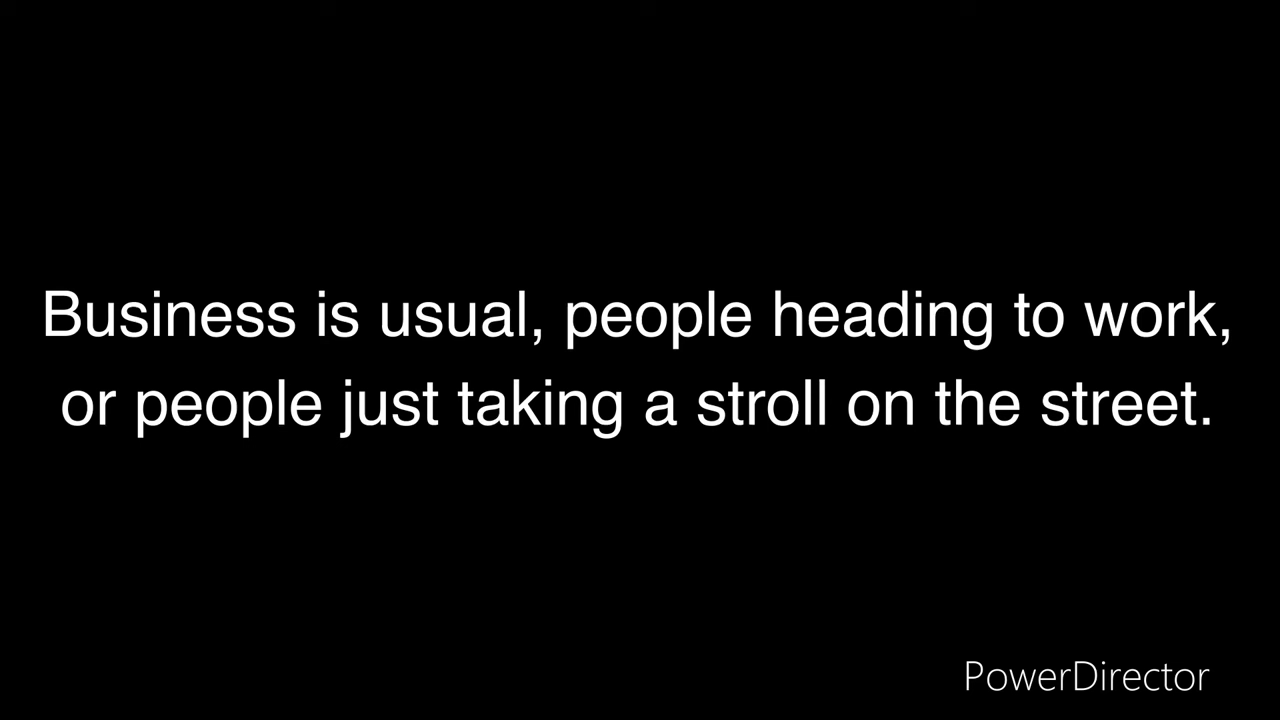 Business is usual, people heading to work,
or people just taking a stroll on the street.
PowerDirector